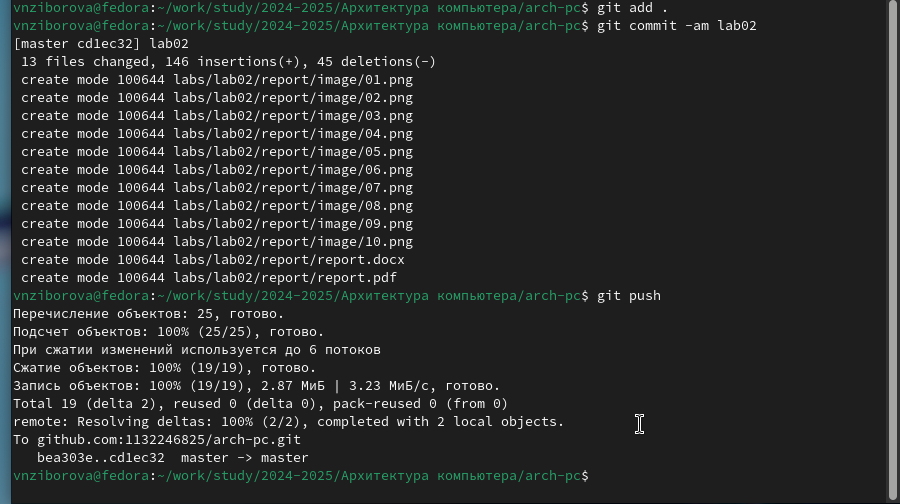 vnziborova@fedora:~/work/study/2024-2025/Архитектура компьютера/arch-pc$ git add .
vnziborova@fedora:~/work/study/2024-2025/Архитектура компьютера/arch-pc$ git commit -am lab02
[master cd1ec32] lab02
 13 files changed, 146 insertions(+), 45 deletions(-)
 create mode 100644 labs/lab02/report/image/01.png
 create mode 100644 labs/lab02/report/image/02.png
 create mode 100644 labs/lab02/report/image/03.png
 create mode 100644 labs/lab02/report/image/04.png
 create mode 100644 labs/lab02/report/image/05.png
 create mode 100644 labs/lab02/report/image/06.png
 create mode 100644 labs/lab02/report/image/07.png
 create mode 100644 labs/lab02/report/image/08.png
 create mode 100644 labs/lab02/report/image/09.png
 create mode 100644 labs/lab02/report/image/10.png
 create mode 100644 labs/lab02/report/report.docx
 create mode 100644 labs/lab02/report/report.pdf
vnziborova@fedora:~/work/study/2024-2025/Архитектура компьютера/arch-pc$ git push
Перечисление объектов: 25, готово.
Подсчет объектов: 100% (25/25), готово.
При сжатии изменений используется до 6 потоков
Сжатие объектов: 100% (19/19), готово.
Запись объектов: 100% (19/19), 2.87 МиБ | 3.23 МиБ/с, готово.
Total 19 (delta 2), reused 0 (delta 0), pack-reused 0 (from 0)
remote: Resolving deltas: 100% (2/2), completed with 2 local objects.
To github.com:1132246825/arch-pc.git
   bea303e..cd1ec32  master -> master
vnziborova@fedora:~/work/study/2024-2025/Архитектура компьютера/arch-pc$